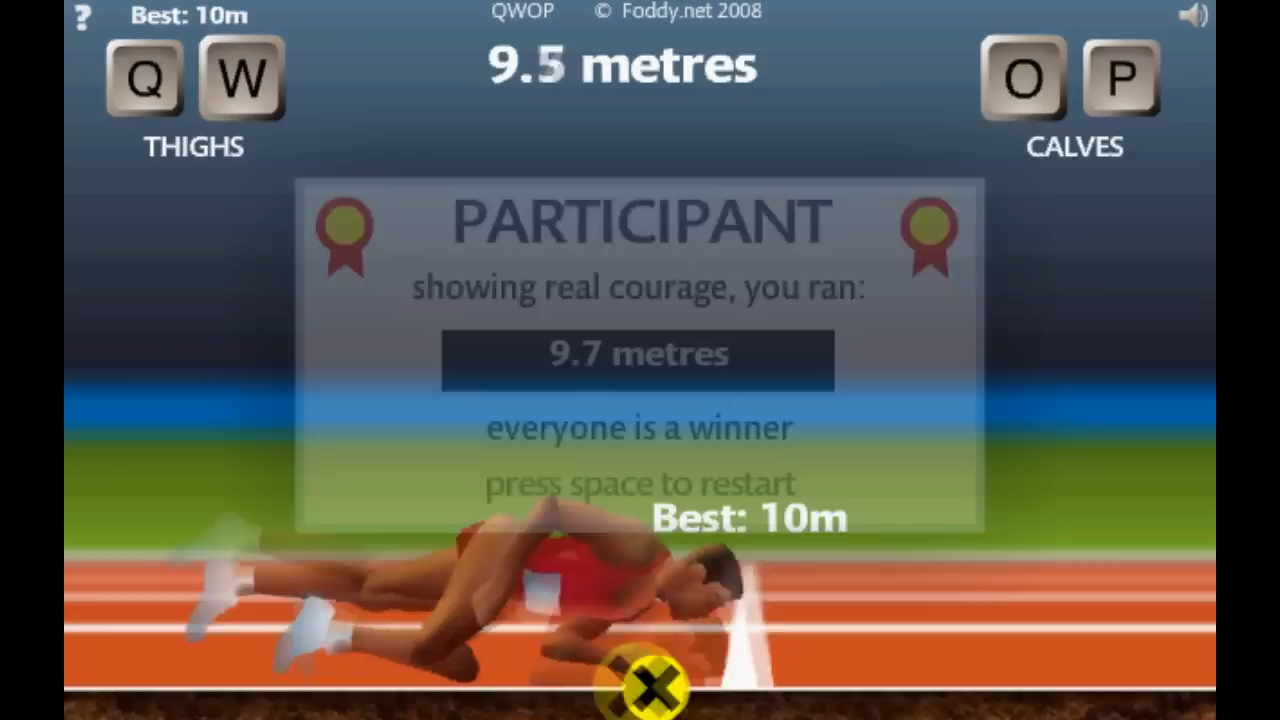 ?
Best: 10m
QWOP © Foddy.net 2008
9.5 metres
Q W
O P
THIGHS
CALVES
PARTICIPANT
showing real courage, you ran:
9.7 metres
everyone is a winner
press space to restart
Best: 10m